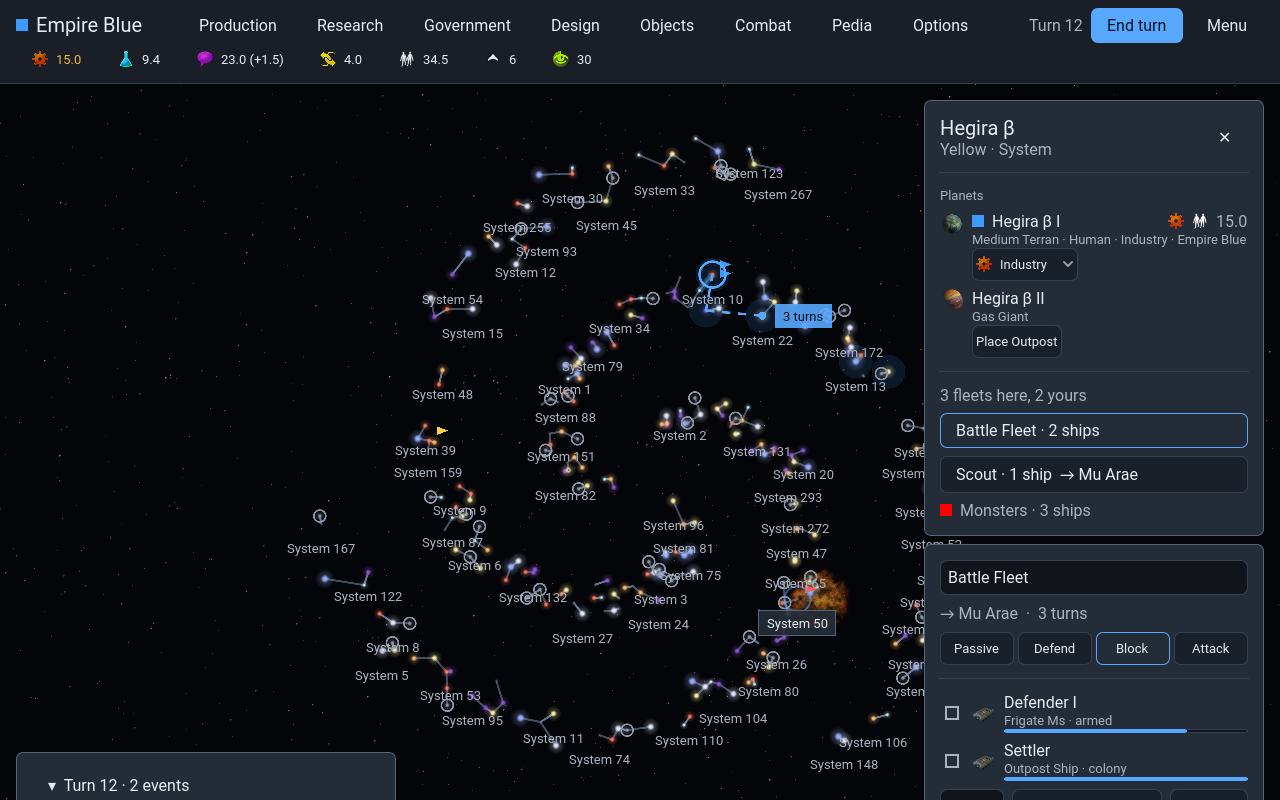 Empire Blue
Production
Research
Government
Design
Objects
Combat
Pedia
Options
Turn 12
End turn
Menu
15.0
9.4
23.0 (+1.5)
4.0
34.5
6
30
System 123
System 33
System 267
System 30
System 45
System 255
System 93
System 12
System 54
System 10
System 15
System 34
3 turns
System 22
System 172
System 79
System 13
System 1
System 48
System 88
System 2
System 39
System 151
System 131
System 159
System 20
System 82
System 293
System 9
System 96
System 272
System 167
System 87
System 81
System 47
System 6
System 75
System 65
System 122
System 132
System 3
System 50
System 24
System 27
System 8
System 26
System 5
System 53
System 80
System 95
System 104
System 11
System 110
System 106
System 74
System 148
Hegira β
Yellow · System
Planets
Hegira β I
15.0
Medium Terran · Human · Industry · Empire Blue
Industry
Hegira β II
Gas Giant
Place Outpost
3 fleets here, 2 yours
Battle Fleet · 2 ships
Scout · 1 ship → Mu Arae
Monsters · 3 ships
Battle Fleet
→ Mu Arae · 3 turns
Passive
Defend
Block
Attack
Defender I
Frigate Ms · armed
Settler
Outpost Ship · colony
▾ Turn 12 · 2 events